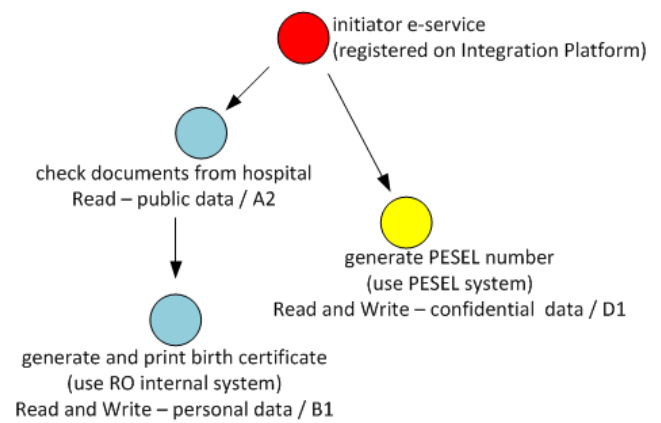 initiator e-service
(registered on Integration Platform)
check documents from hospital
Read – public data / A2
generate PESEL number
(use PESEL system)
Read and Write – confidential  data / D1
generate and print birth certificate
(use RO internal system)
Read and Write – personal data / B1